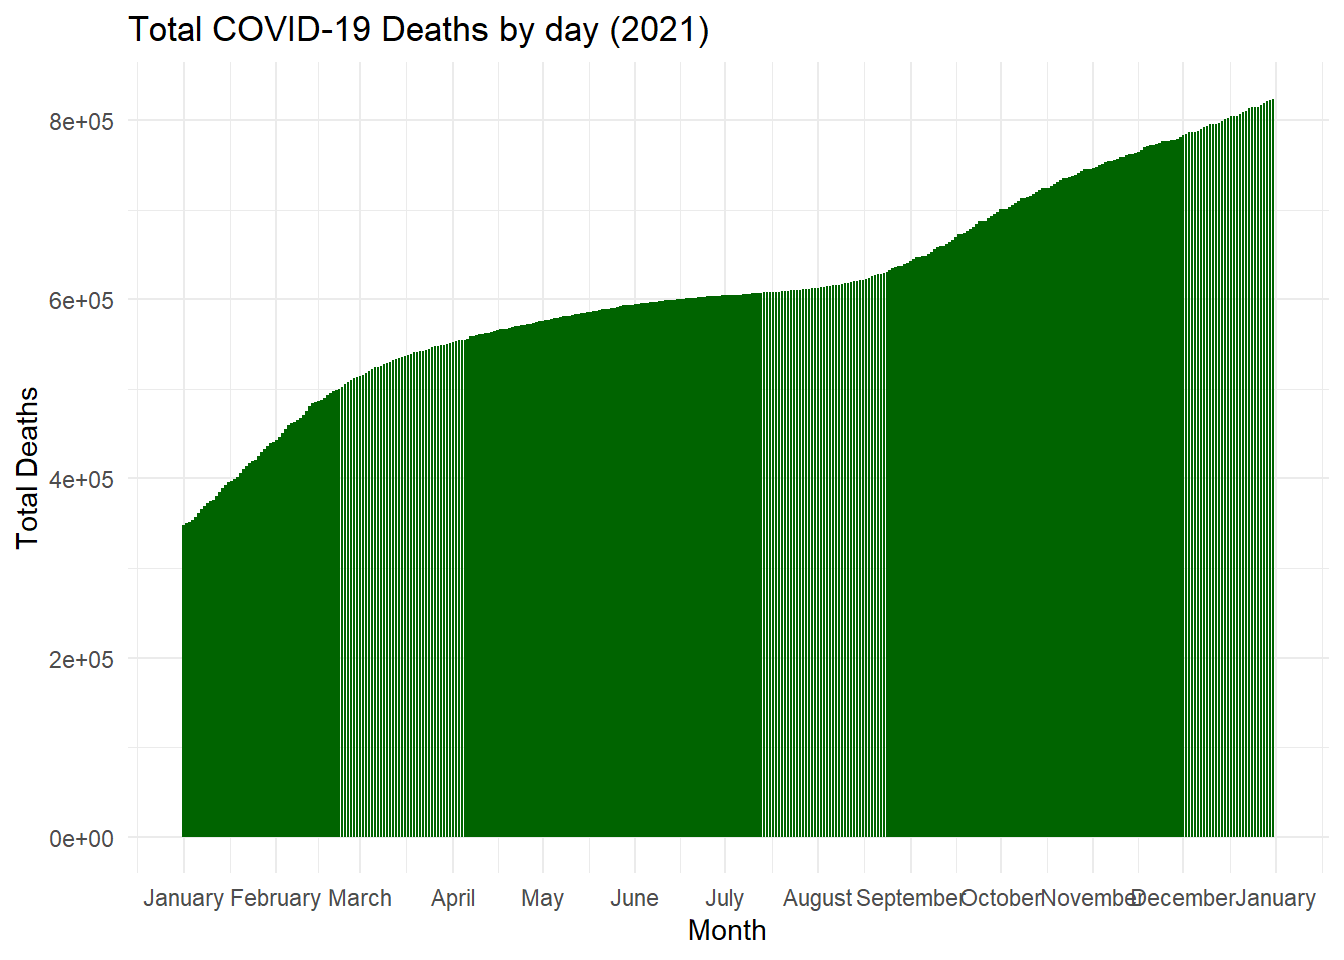 Total COVID-19 Deaths by day (2021)
8e+05
6e+05
4e+05
2e+05
0e+00
Total Deaths
January February March April May June July August September October November December January
Month